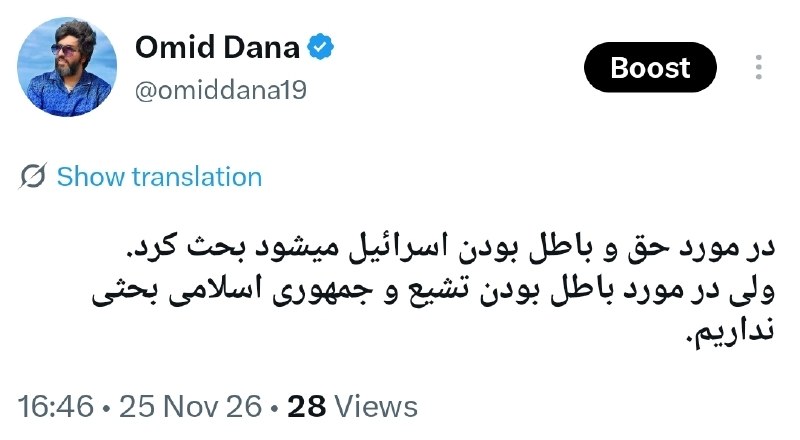 Omid Dana
@omiddana19
Boost
Show translation
در مورد حق و باطل بودن اسرائیل میشود بحث کرد.
ولی در مورد باطل بودن تشیع و جمهوری اسلامی بحثی
نداریم.
16:46 • 25 Nov 26 • 28 Views